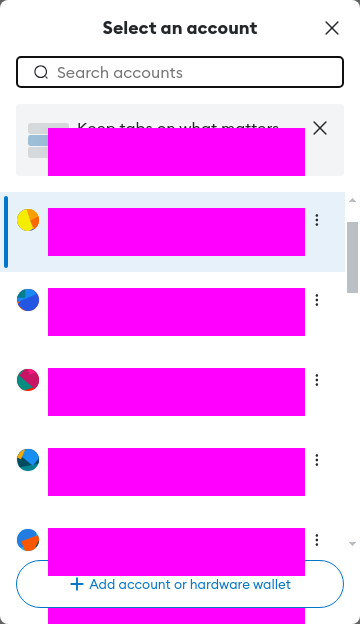 Select an account
Search accounts
Keep tabs on what matters
Add account or hardware wallet